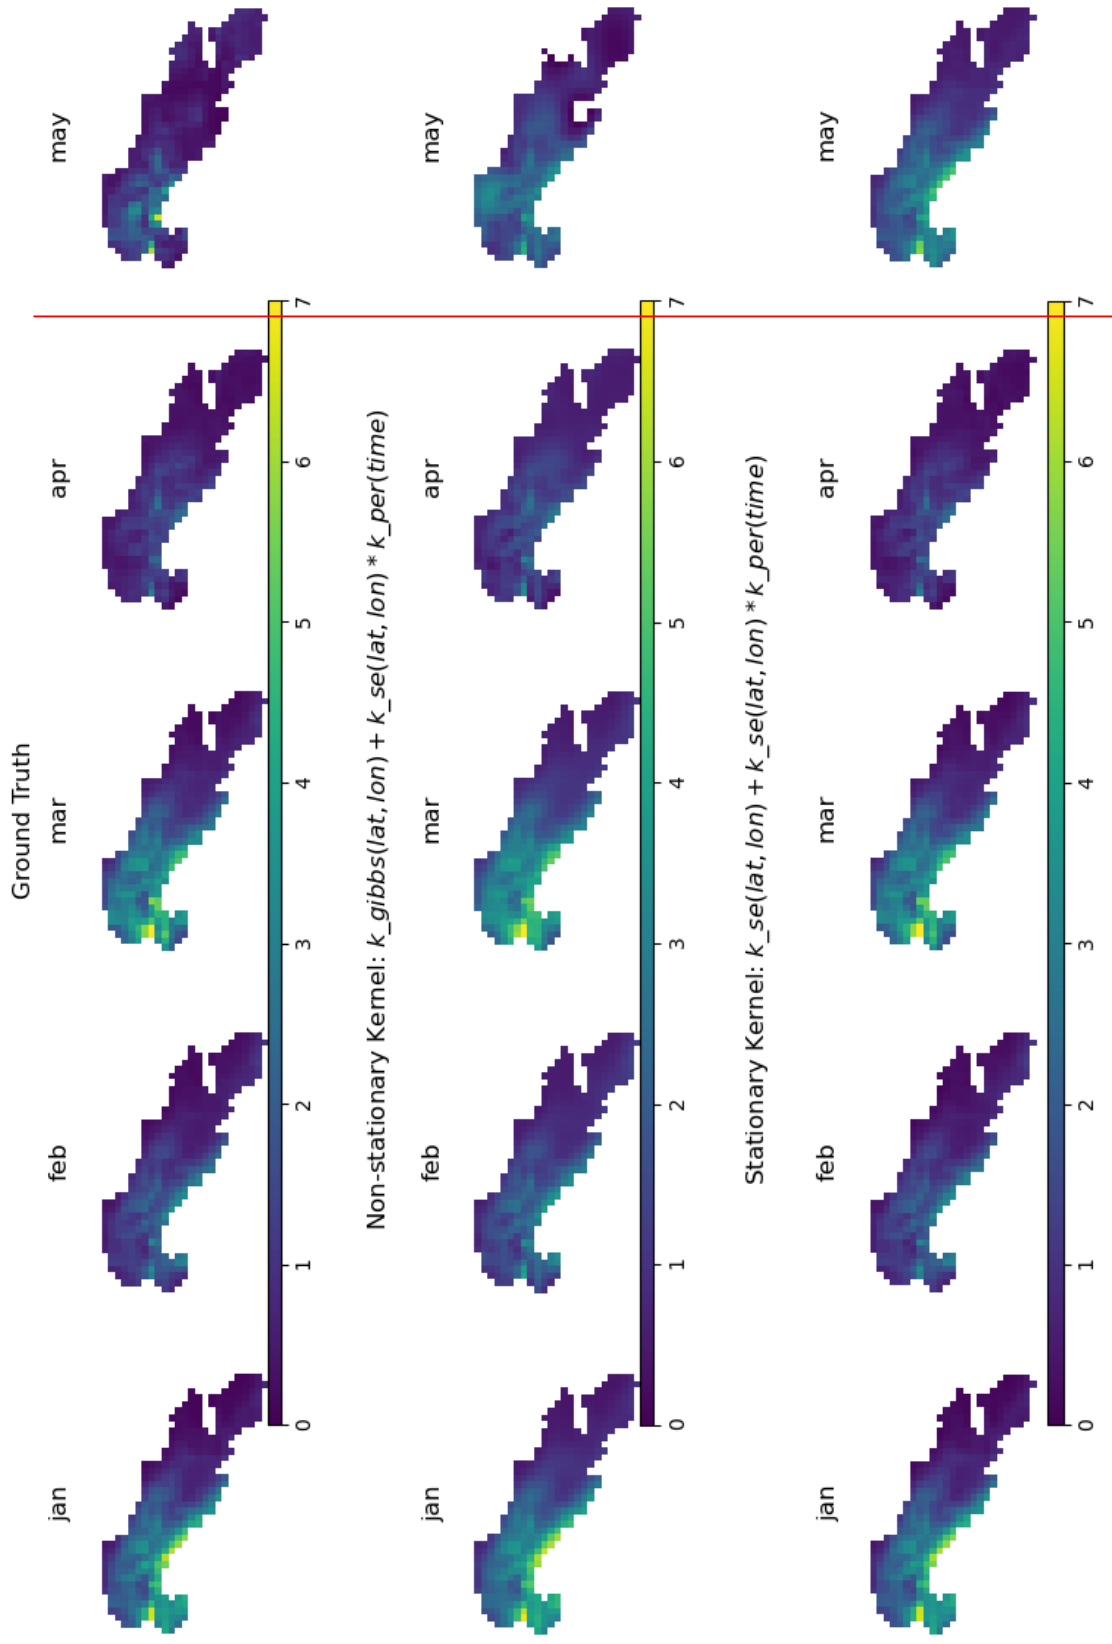 Ground Truth
jan feb mar apr may
0 1 2 3 4 5 6 7
Non-stationary Kernel: k_gibbs(lat, lon) + k_se(lat, lon) * k_per(time)
jan feb mar apr may
0 1 2 3 4 5 6 7
Stationary Kernel: k_se(lat, lon) + k_se(lat, lon) * k_per(time)
jan feb mar apr may
0 1 2 3 4 5 6 7